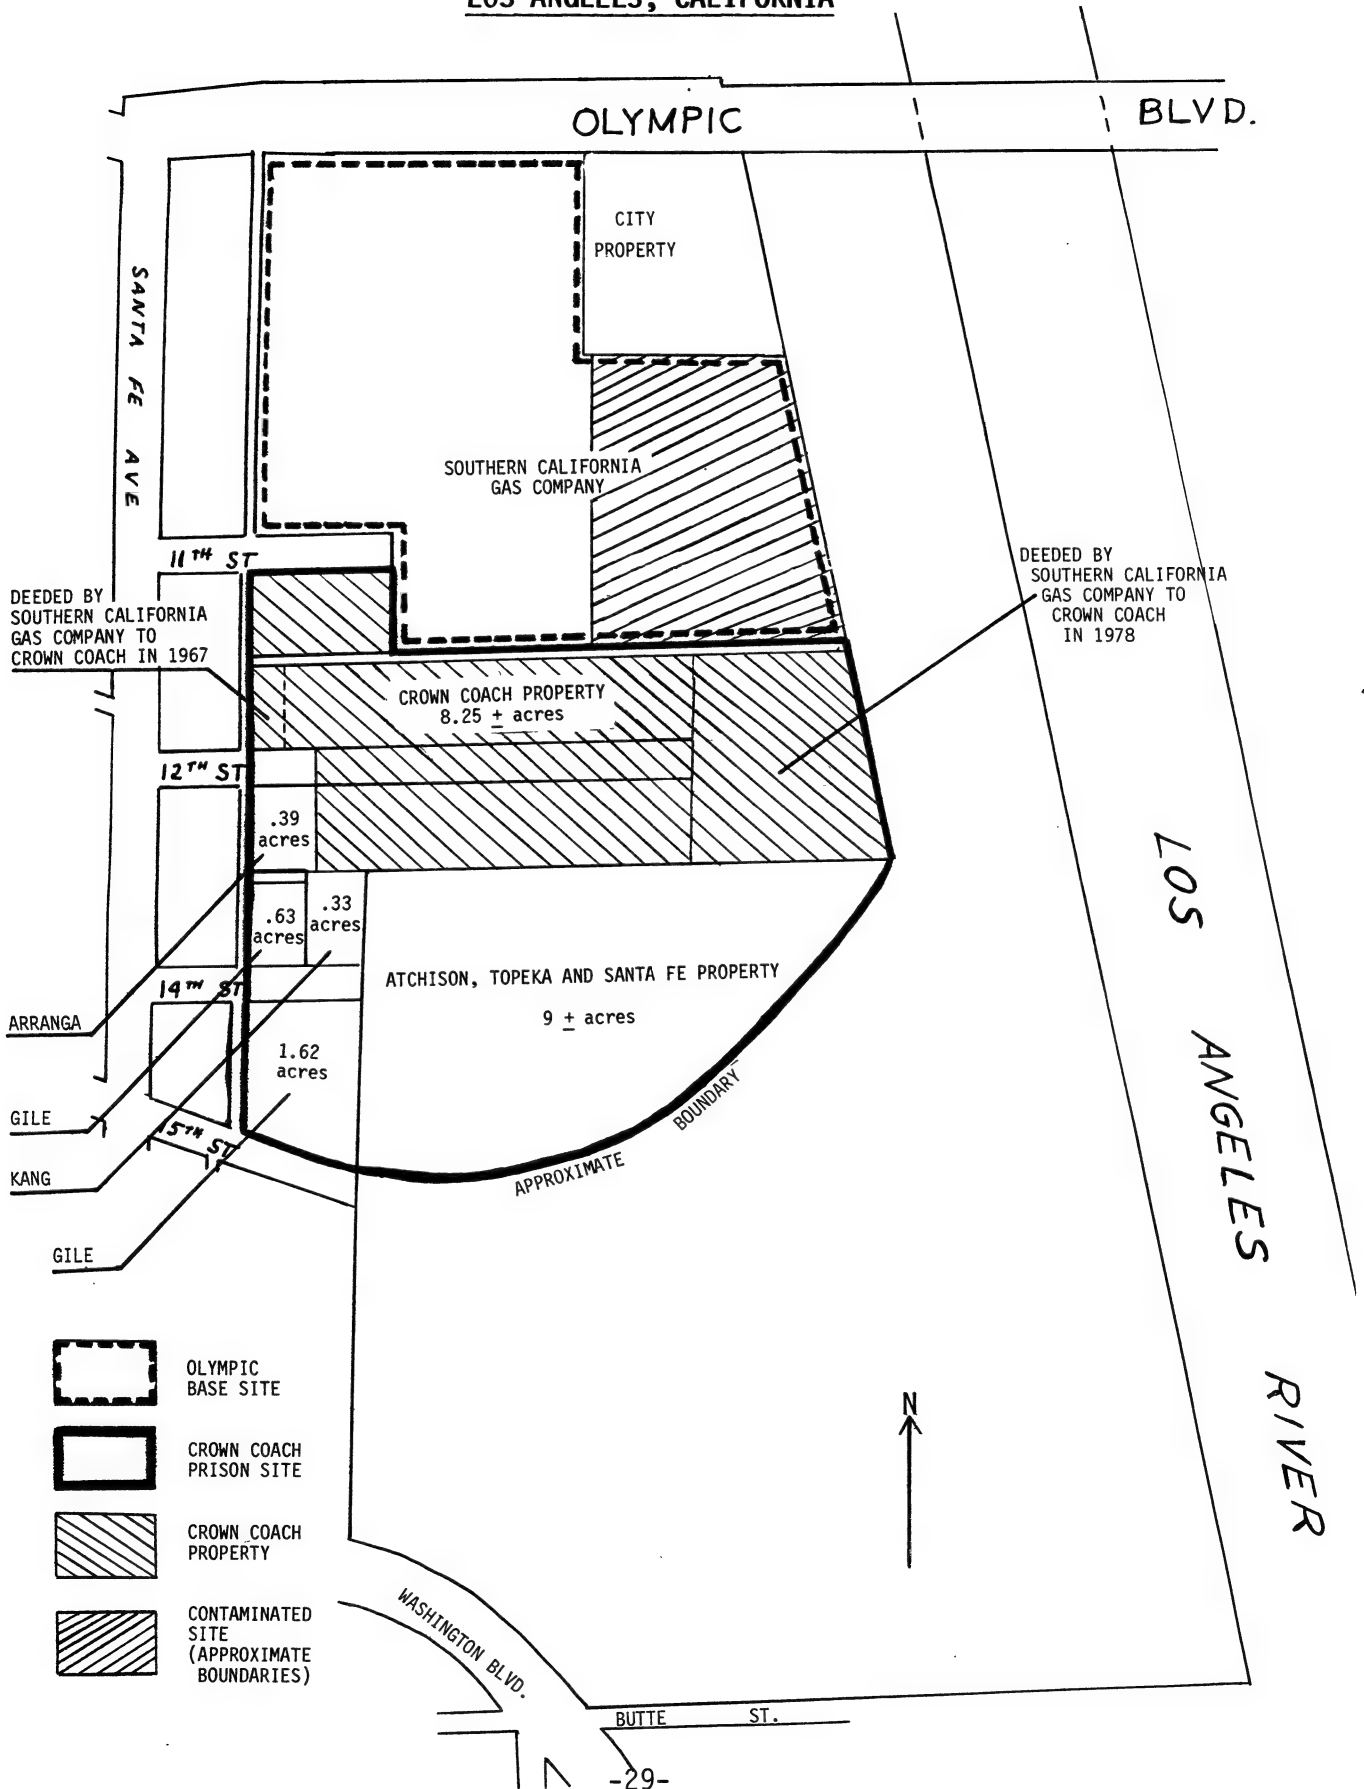 LOS ANGELES, CALIFORNIA
OLYMPIC BLVD.
CITY
PROPERTY
SANTA FE AVE
SOUTHERN CALIFORNIA
GAS COMPANY
11TH ST
DEEDED BY
SOUTHERN CALIFORNIA
GAS COMPANY TO
CROWN COACH IN 1967
DEEDED BY
SOUTHERN CALIFORNIA
GAS COMPANY TO
CROWN COACH
IN 1978
CROWN COACH PROPERTY
8.25 ± acres
12TH ST
.39
acres
.63
acres
.33
acres
ATCHISON, TOPEKA AND SANTA FE PROPERTY
9 ± acres
14TH ST
ARRANGA
1.62
acres
GILE
15TH ST
KANG
APPROXIMATE BOUNDARY
GILE
LOS ANGELES RIVER
OLYMPIC
BASE SITE
N
CROWN COACH
PRISON SITE
CROWN COACH
PROPERTY
CONTAMINATED
SITE
(APPROXIMATE
BOUNDARIES)
WASHINGTON BLVD.
BUTTE ST.
-29-